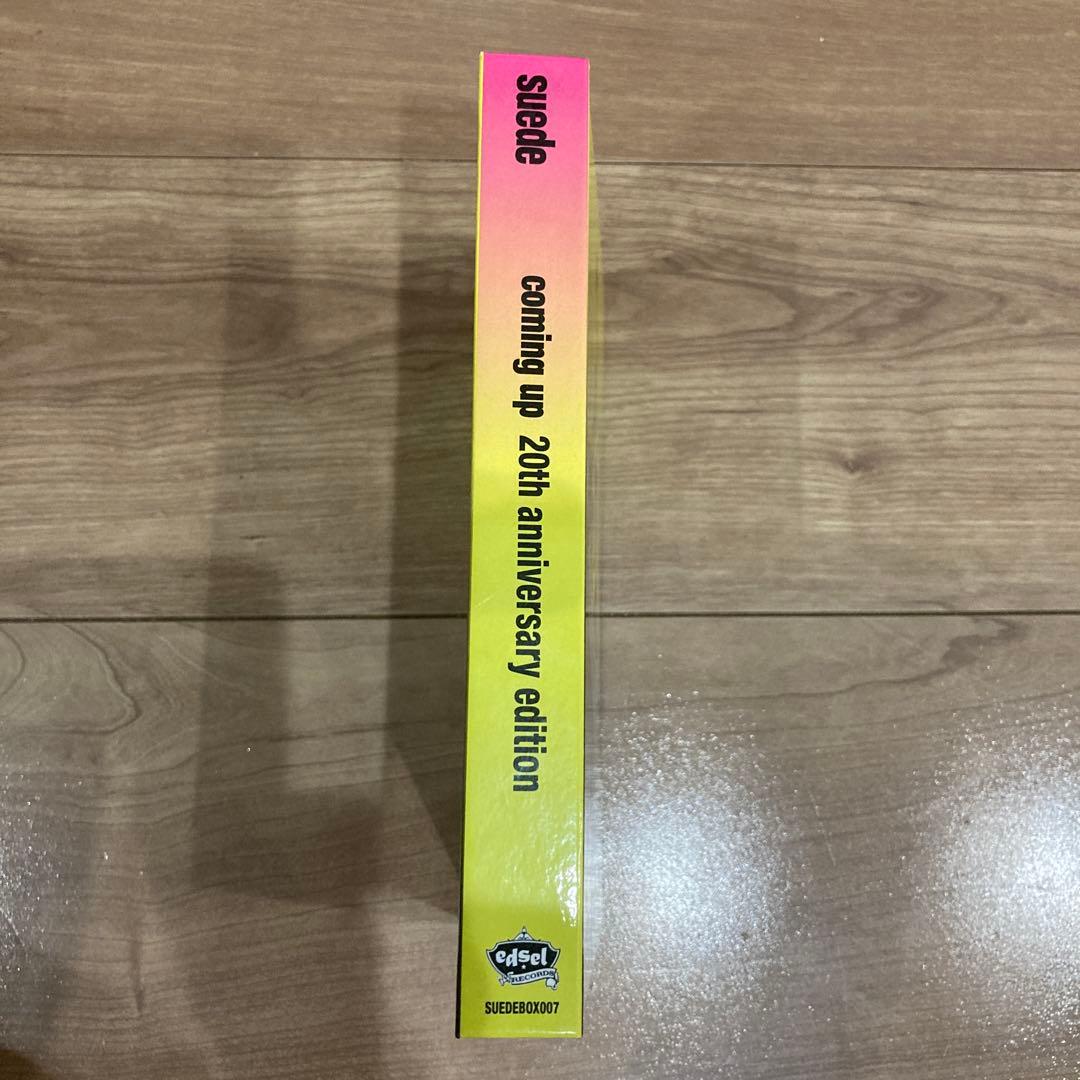 suede
coming up 20th anniversary edition
edsel
RECORDS
SUEDEBOX007